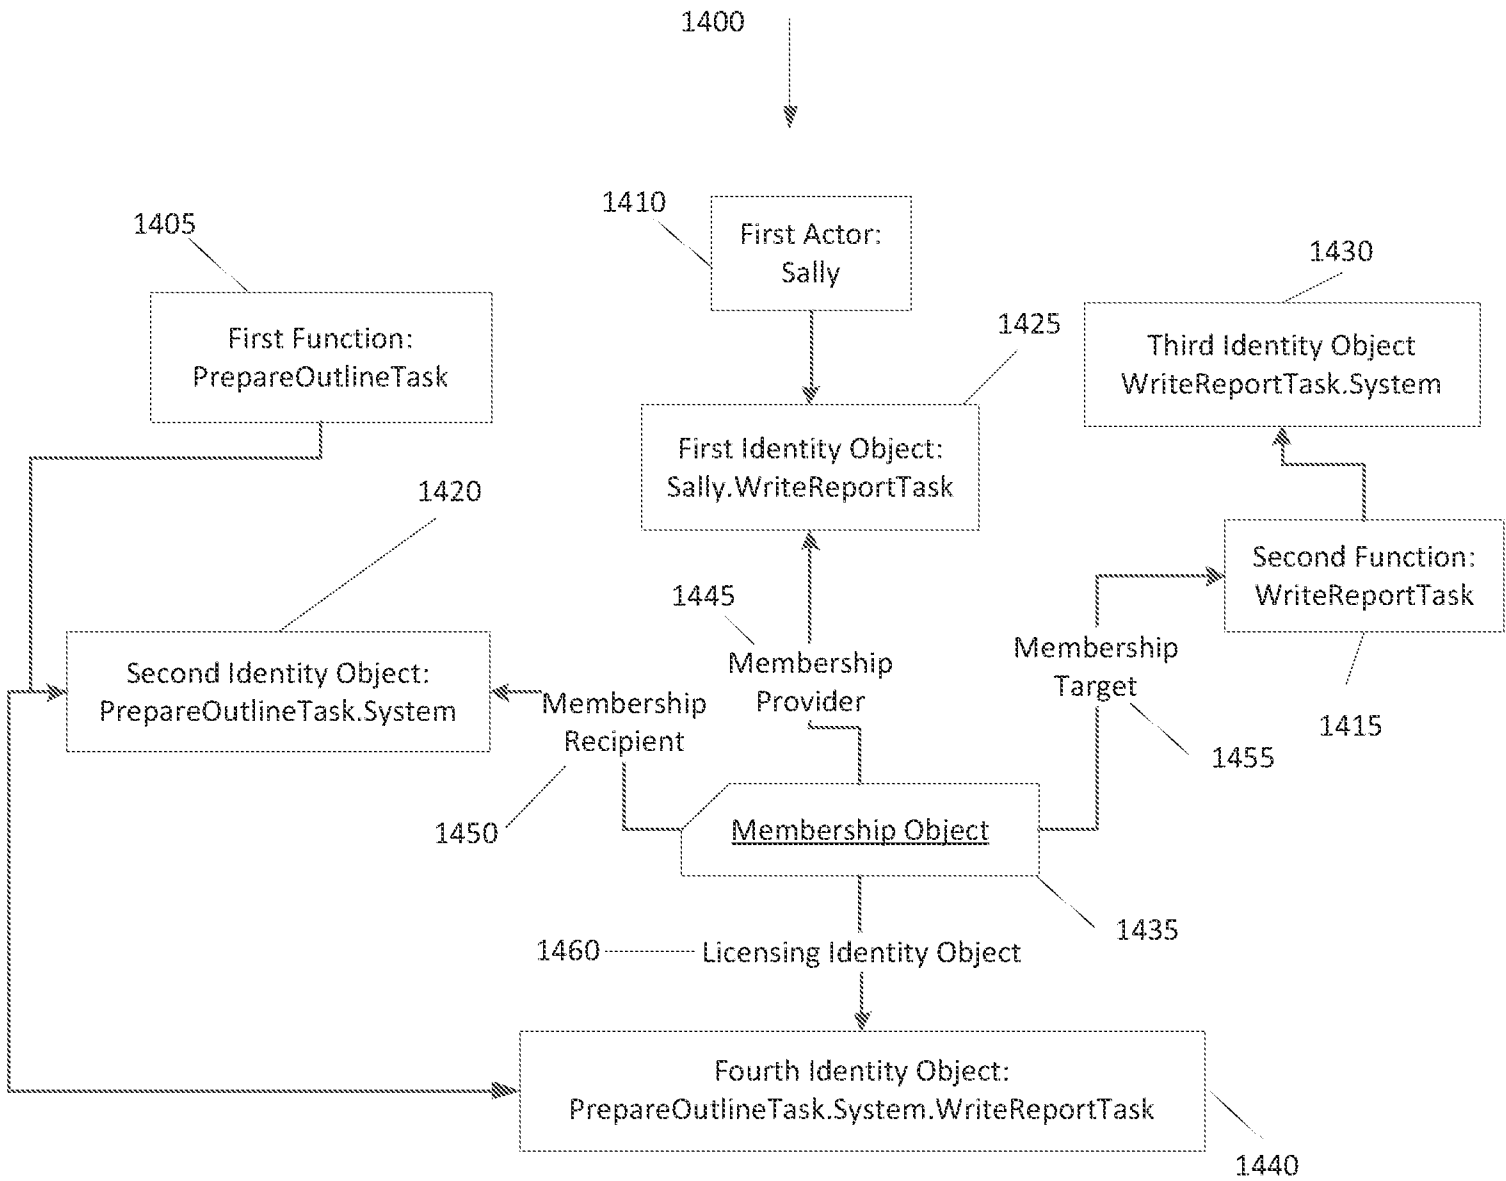 1400
1410
First Actor:
Sally
1405
1430
First Function:
PrepareOutlineTask
1425
Third Identity Object
WriteReportTask.System
First Identity Object:
Sally.WriteReportTask
1420
Second Function:
WriteReportTask
1445
Membership
Provider
Membership
Target
1415
Second Identity Object:
PrepareOutlineTask.System
Membership
Recipient
1455
1450
Membership Object
1435
1460
Licensing Identity Object
Fourth Identity Object:
PrepareOutlineTask.System.WriteReportTask
1440